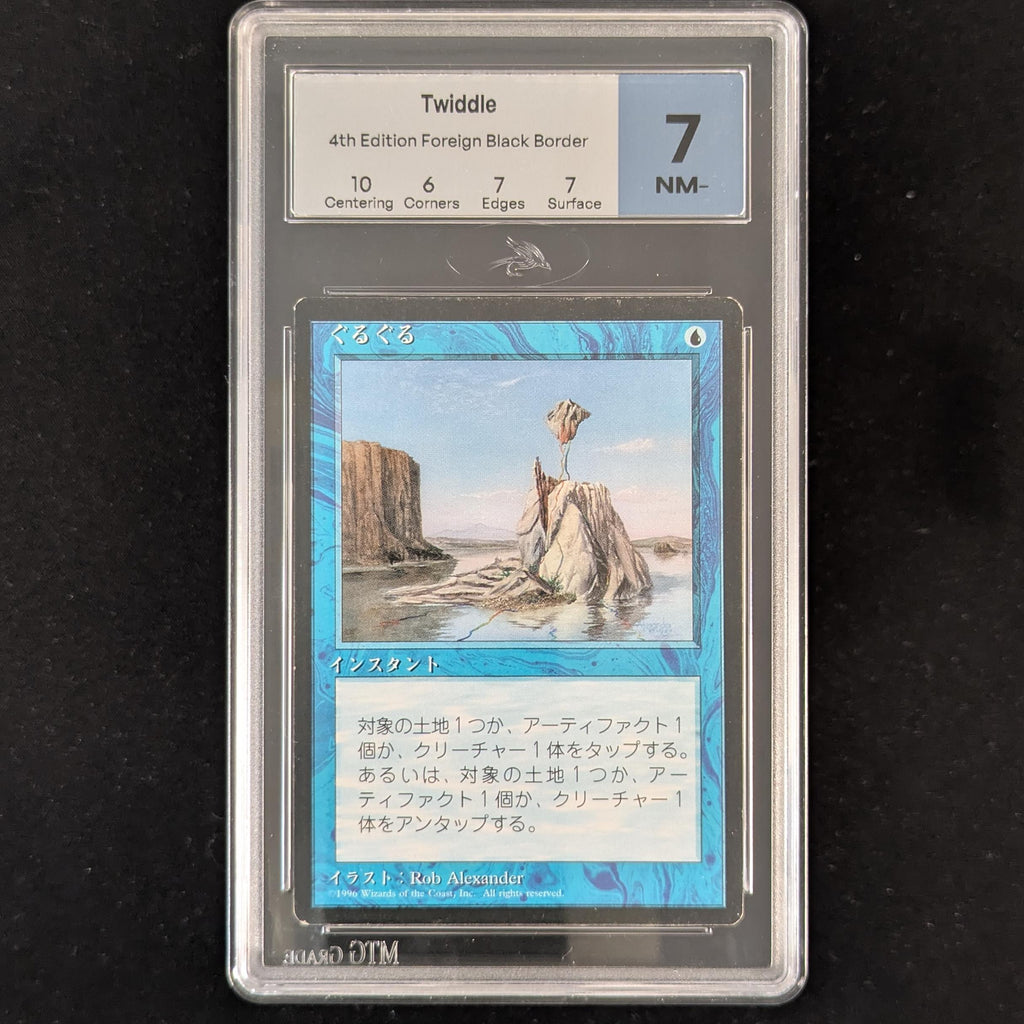 Twiddle
4th Edition Foreign Black Border
10 6 7 7
Centering Corners Edges Surface
7
NM-
ぐるぐる
インスタント
対象の土地1つか、アーティファクト1
個か、クリーチャー1体をタップする。
あるいは、対象の土地1つか、アー
ティファクト1個か、クリーチャー1
体をアンタップする。
イラスト:Rob Alexander
©1996 Wizards of the Coast, Inc. All rights reserved.
MTG GRADE